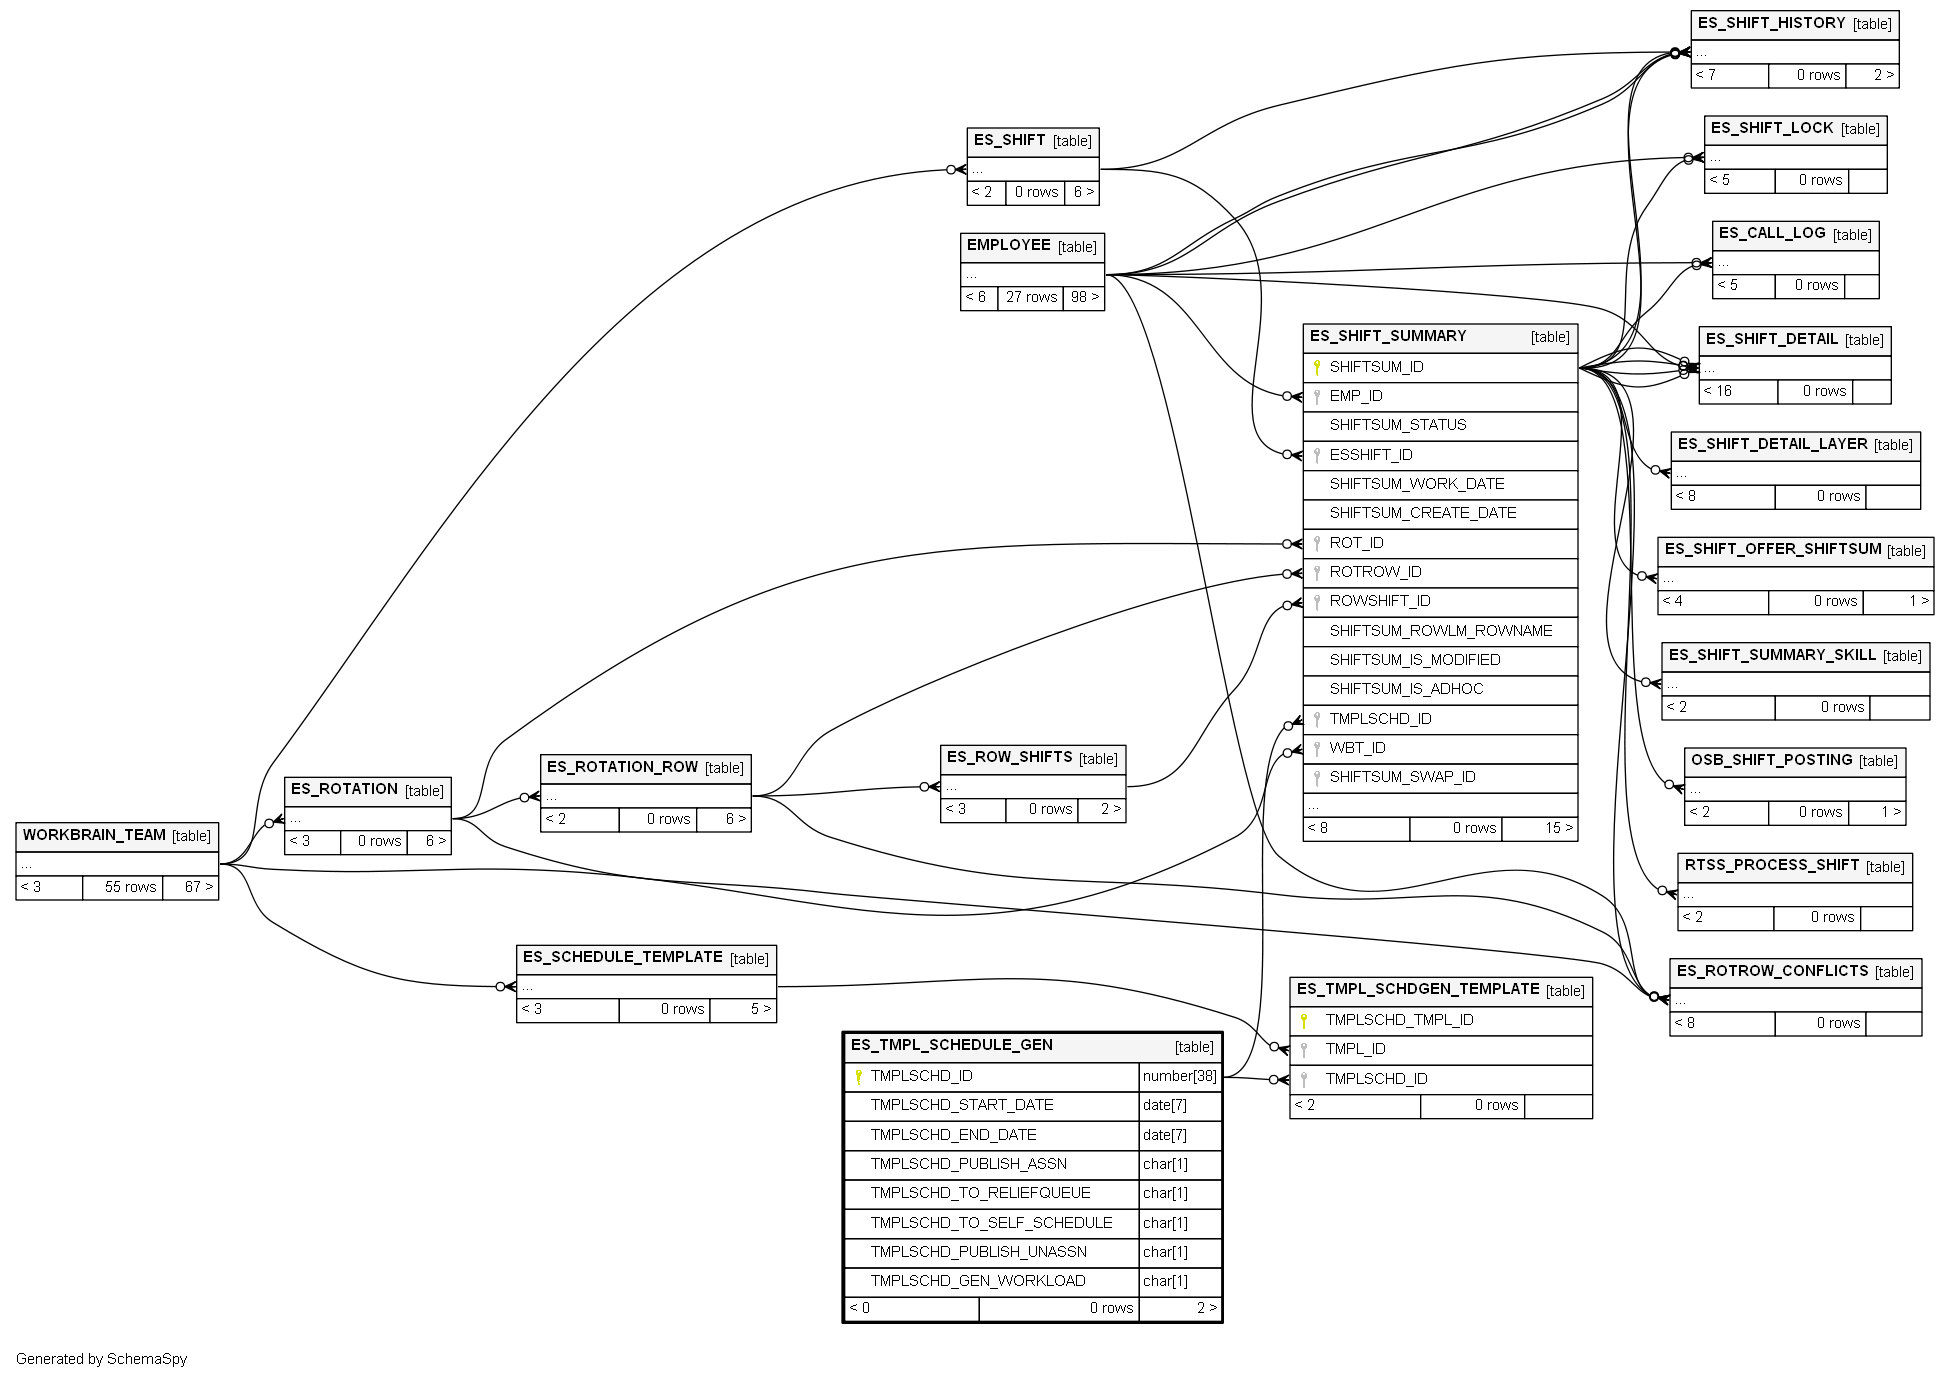 ES_SHIFT_HISTORY [table]
...
< 7 0 rows 2 >
ES_SHIFT_LOCK [table]
...
< 5 0 rows
ES_SHIFT [table]
...
< 2 0 rows 6 >
ES_CALL_LOG [table]
...
< 5 0 rows
EMPLOYEE [table]
...
< 6 27 rows 98 >
ES_SHIFT_DETAIL [table]
...
< 16 0 rows
ES_SHIFT_SUMMARY [table]
SHIFTSUM_ID
EMP_ID
SHIFTSUM_STATUS
ESSHIFT_ID
SHIFTSUM_WORK_DATE
SHIFTSUM_CREATE_DATE
ROT_ID
ROTROW_ID
ROWSHIFT_ID
SHIFTSUM_ROWLM_ROWNAME
SHIFTSUM_IS_MODIFIED
SHIFTSUM_IS_ADHOC
TMPLSCHD_ID
WBT_ID
SHIFTSUM_SWAP_ID
...
< 8 0 rows 15 >
ES_SHIFT_DETAIL_LAYER [table]
...
< 8 0 rows
ES_SHIFT_OFFER_SHIFTSUM [table]
...
< 4 0 rows 1 >
ES_SHIFT_SUMMARY_SKILL [table]
...
< 2 0 rows
OSB_SHIFT_POSTING [table]
...
< 2 0 rows 1 >
RTSS_PROCESS_SHIFT [table]
...
< 2 0 rows
ES_ROTROW_CONFLICTS [table]
...
< 8 0 rows
ES_ROW_SHIFTS [table]
...
< 3 0 rows 2 >
ES_ROTATION_ROW [table]
...
< 2 0 rows 6 >
ES_ROTATION [table]
...
< 3 0 rows 6 >
WORKBRAIN_TEAM [table]
...
< 3 55 rows 67 >
ES_SCHEDULE_TEMPLATE [table]
...
< 3 0 rows 5 >
ES_TMPL_SCHDGEN_TEMPLATE [table]
TMPLSCHD_TMPL_ID
TMPL_ID
TMPLSCHD_ID
< 2 0 rows
ES_TMPL_SCHEDULE_GEN [table]
TMPLSCHD_ID number[38]
TMPLSCHD_START_DATE date[7]
TMPLSCHD_END_DATE date[7]
TMPLSCHD_PUBLISH_ASSN char[1]
TMPLSCHD_TO_RELIEFQUEUE char[1]
TMPLSCHD_TO_SELF_SCHEDULE char[1]
TMPLSCHD_PUBLISH_UNASSN char[1]
TMPLSCHD_GEN_WORKLOAD char[1]
< 0 0 rows 2 >
Generated by SchemaSpy